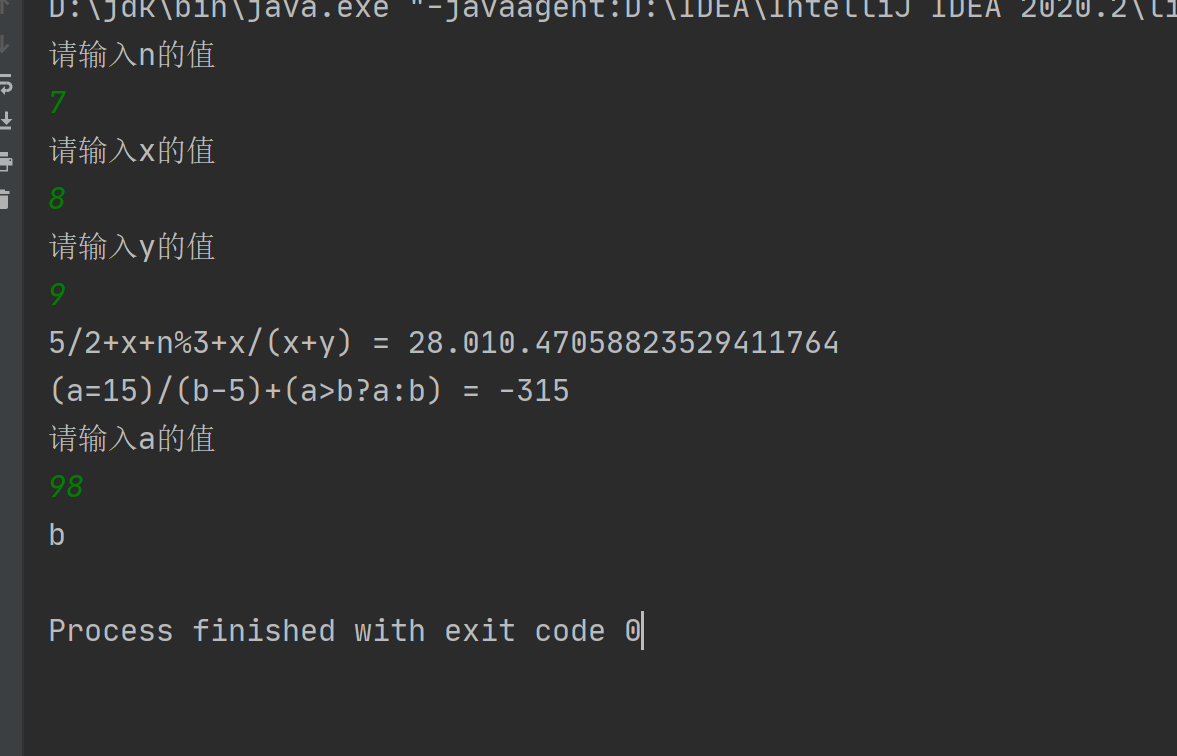 D:\jdk\bin\java.exe "-javaagent:D:\IDEA\IntelliJ IDEA 2020.2\li
请输入n的值
7
请输入x的值
8
请输入y的值
9
5/2+x+n%3+x/(x+y) = 28.010.47058823529411764
(a=15)/(b-5)+(a>b?a:b) = -315
请输入a的值
98
b
Process finished with exit code 0